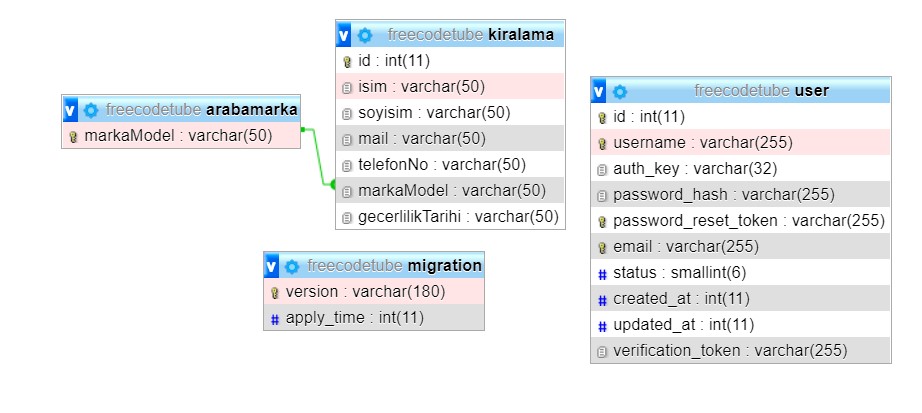 v freecodetube arabamarka
markaModel : varchar(50)
v freecodetube kiralama
id : int(11)
isim : varchar(50)
soyisim : varchar(50)
mail : varchar(50)
telefonNo : varchar(50)
markaModel : varchar(50)
gecerlilikTarihi : varchar(50)
v freecodetube migration
version : varchar(180)
# apply_time : int(11)
v freecodetube user
id : int(11)
username : varchar(255)
auth_key : varchar(32)
password_hash : varchar(255)
password_reset_token : varchar(255)
email : varchar(255)
# status : smallint(6)
# created_at : int(11)
# updated_at : int(11)
verification_token : varchar(255)